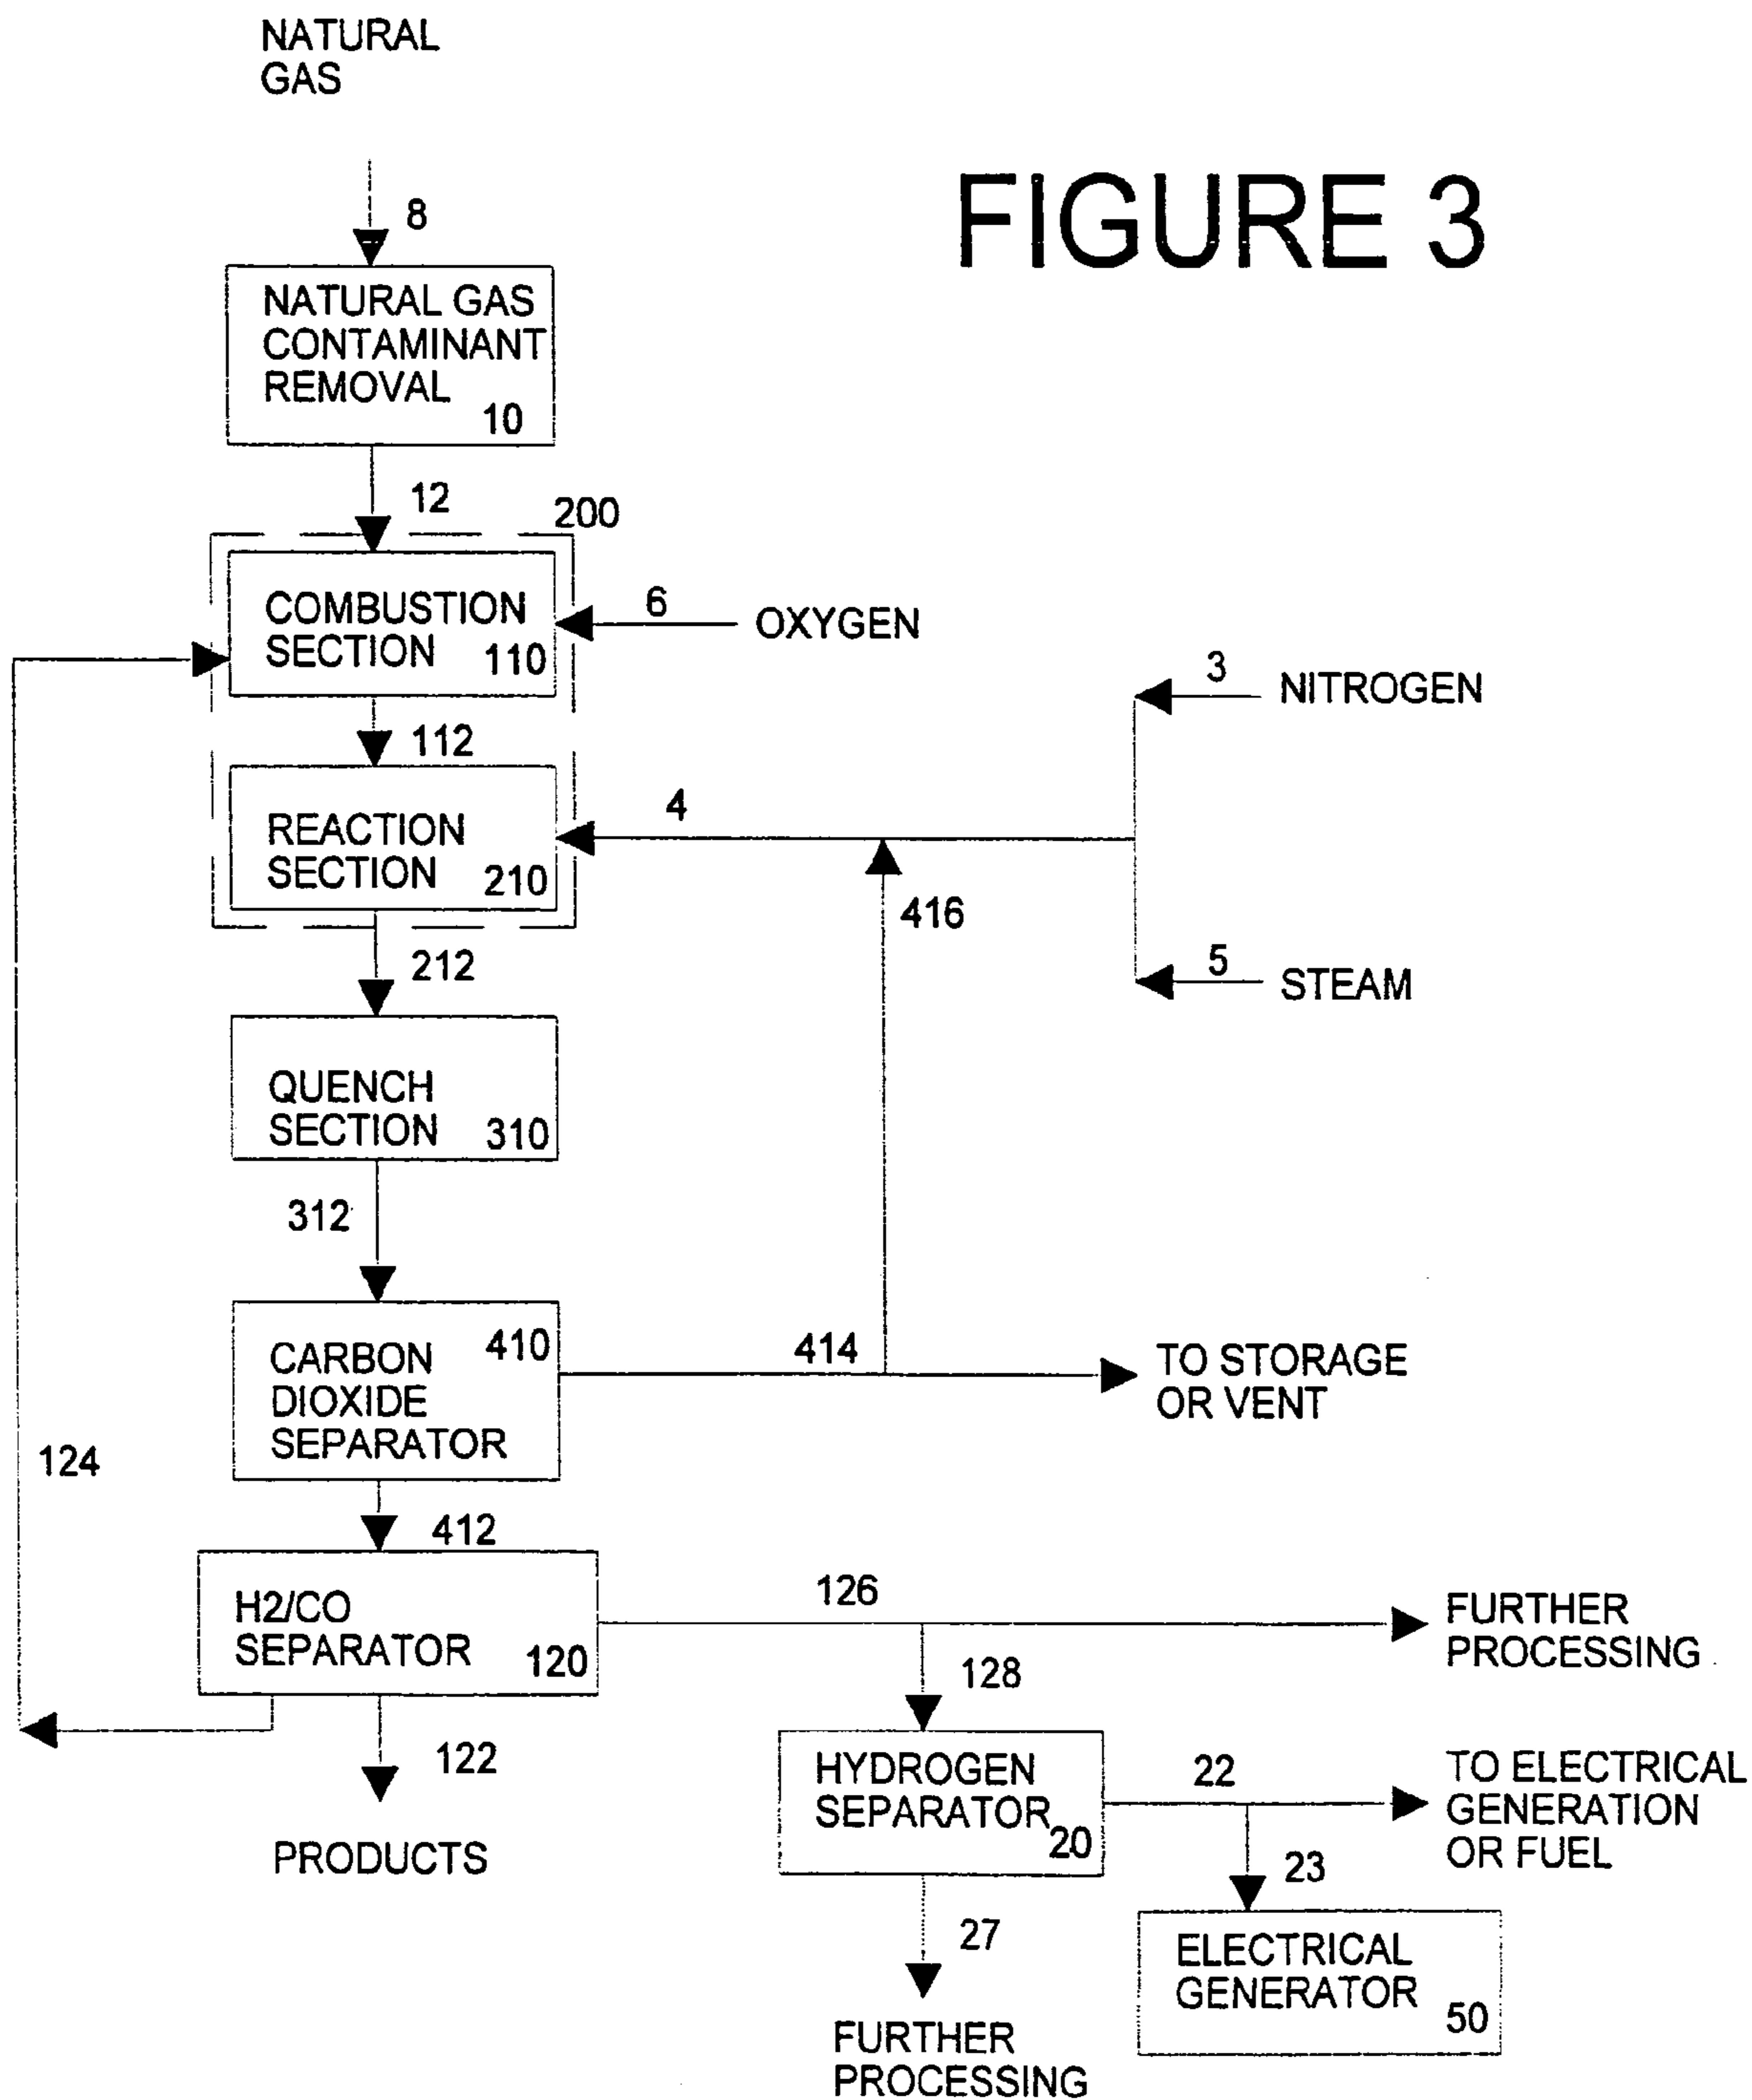 NATURAL
GAS
FIGURE 3
8
NATURAL GAS
CONTAMINANT
REMOVAL
10
12
200
COMBUSTION
SECTION 110
6
OXYGEN
3
NITROGEN
112
REACTION
SECTION 210
4
416
212
5
STEAM
QUENCH
SECTION 310
312
CARBON
DIOXIDE
SEPARATOR
410
414
TO STORAGE
OR VENT
124
412
H2/CO
SEPARATOR 120
126
FURTHER
PROCESSING
128
122
PRODUCTS
HYDROGEN
SEPARATOR 20
22
TO ELECTRICAL
GENERATION
OR FUEL
23
27
ELECTRICAL
GENERATOR
50
FURTHER
PROCESSING